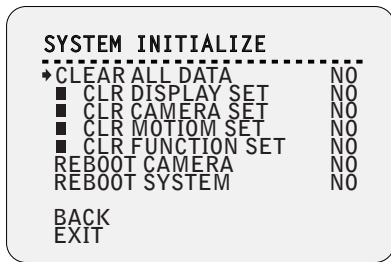 SYSTEM INITIALIZE
CLEAR ALL DATA NO
CLR DISPLAY SET NO
CLR CAMERA SET NO
CLR MOTIOM SET NO
CLR FUNCTION SET NO
REBOOT CAMERA NO
REBOOT SYSTEM NO
BACK
EXIT